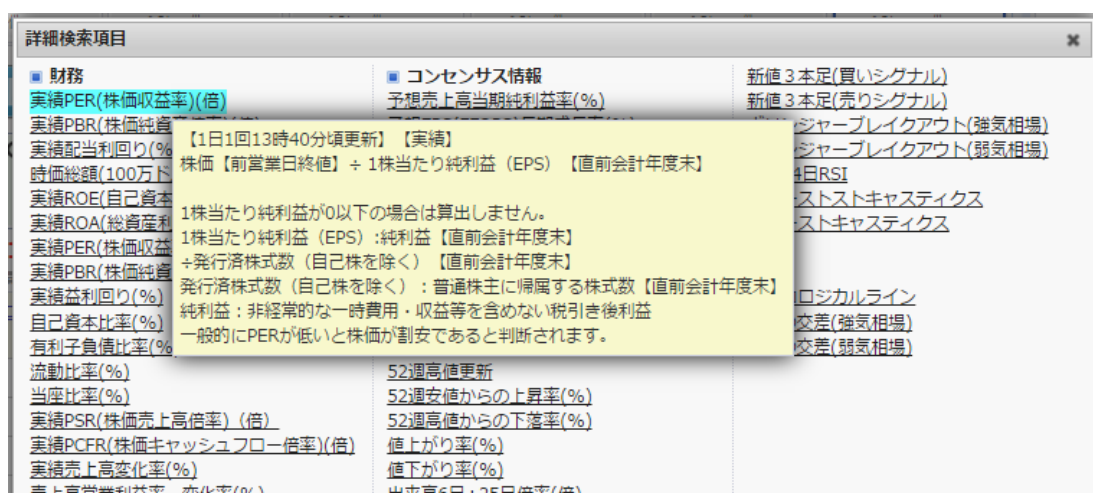 詳細検索項目
財務
実績PER(株価収益率)(倍)
実績PBR(株価純資
実績配当利回り(%
時価総額(100万ド
実績ROE(自己資本
実績ROA(総資産利
実績PER(株価収益
実績PBR(株価純資
実績益利回り(%)
自己資本比率(%)
有利子負債比率(%
流動比率(%)
当座比率(%)
実績PSR(株価売上高倍率)（倍）
実績PCFR(株価キャッシュフロー倍率)(倍)
実績売上高変化率(%)
【1日1回13時40分頃更新】【実績】
株価【前営業日終値】÷ 1株当たり純利益（EPS）【直前会計年度末】
1株当たり純利益が0以下の場合は算出しません。
1株当たり純利益（EPS）:純利益【直前会計年度末】
÷発行済株式数（自己株を除く）【直前会計年度末】
発行済株式数（自己株を除く）：普通株主に帰属する株式数【直前会計年度末】
純利益：非経常的な一時費用・収益等を含めない税引き後利益
一般的にPERが低いと株価が割安であると判断されます。
コンセンサス情報
予想売上高当期純利益率(%)
52週高値更新
52週安値からの上昇率(%)
52週高値からの下落率(%)
値上がり率(%)
値下がり率(%)
新値３本足(買いシグナル)
新値３本足(売りシグナル)
ジャーブレイクアウト(強気相場)
ジャーブレイクアウト(弱気相場)
4日RSI
ストストキャスティクス
ーストキャスティクス
ロジカルライン
交差(強気相場)
交差(弱気相場)